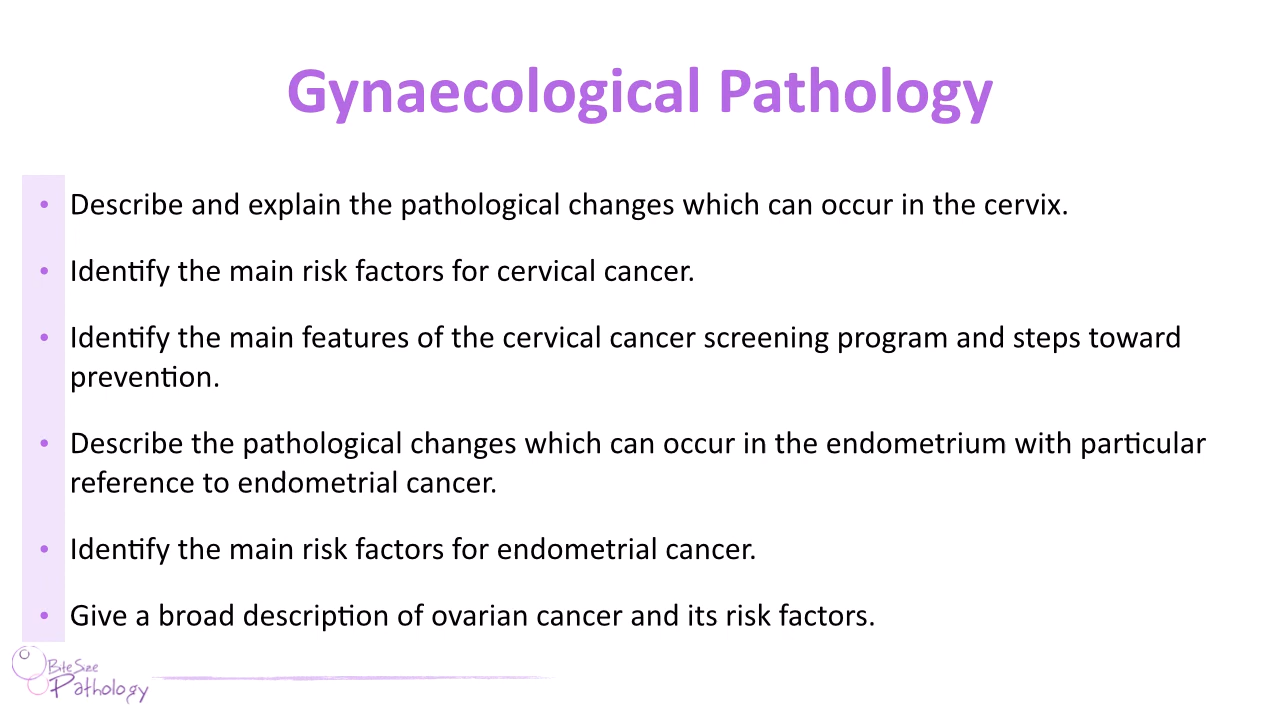 Gynaecological Pathology
• Describe and explain the pathological changes which can occur in the cervix.
• Identify the main risk factors for cervical cancer.
• Identify the main features of the cervical cancer screening program and steps toward
prevention.
• Describe the pathological changes which can occur in the endometrium with particular
reference to endometrial cancer.
• Identify the main risk factors for endometrial cancer.
• Give a broad description of ovarian cancer and its risk factors.
Bite Size
Pathology